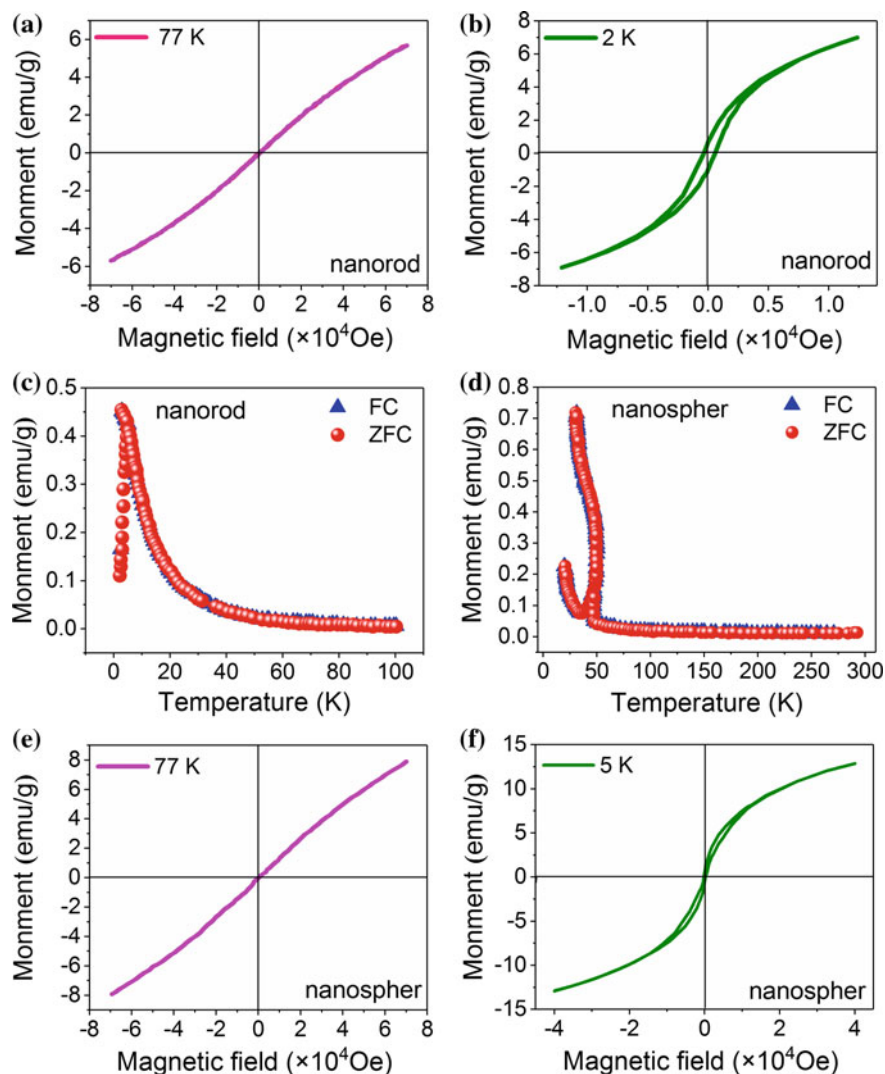 (a)
77 K
Monment (emu/g)
6
4
2
0
-2
-4
-6
nanorod
-8 -6 -4 -2 0 2 4 6 8
Magnetic field (×10⁴Oe)
(b)
2 K
Monment (emu/g)
8
6
4
2
0
-2
-4
-6
-8
nanorod
-1.0 -0.5 0.0 0.5 1.0
Magnetic field (×10⁴Oe)
(c)
nanorod
FC
ZFC
Monment (emu/g)
0.5
0.4
0.3
0.2
0.1
0.0
0 20 40 60 80 100
Temperature (K)
(d)
nanospher
FC
ZFC
Monment (emu/g)
0.8
0.7
0.6
0.5
0.4
0.3
0.2
0.1
0.0
0 50 100 150 200 250 300
Temperature (K)
(e)
77 K
Monment (emu/g)
8
6
4
2
0
-2
-4
-6
-8
nanospher
-8 -6 -4 -2 0 2 4 6 8
Magnetic field (×10⁴Oe)
(f)
5 K
Monment (emu/g)
15
10
5
0
-5
-10
-15
nanospher
-4 -2 0 2 4
Magnetic field (×10⁴Oe)